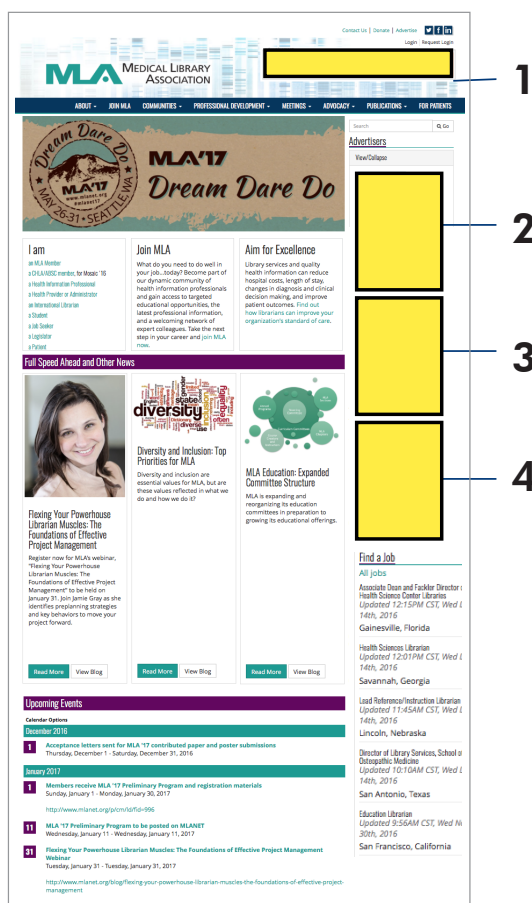 Contact Us | Donate | Advertise
Login Request Login
1
MLA MEDICAL LIBRARY
ASSOCIATION
ABOUT JOIN MLA COMMUNITIES PROFESSIONAL DEVELOPMENT MEETINGS ADVOCACY PUBLICATIONS FOR PATIENTS
Dream Dare Do
MLA'17
www.mlanet.org
#mlanet17
MAY 26-31 • SEATTLE, WA
MLA'17
Dream Dare Do
Search Go
Advertisers
View/Collapse
2
3
4
I am
an MLA Member
a CHLA/ABSC member, for Mosaic '16
a Health Information Professional
a Health Provider or Administrator
an International Librarian
a Student
a Job Seeker
a Legislator
a Patient
Join MLA
What do you need to do well in
your job...today? Become part of
our dynamic community of
health information professionals
and gain access to targeted
educational opportunities, the
latest professional information,
and a welcoming network of
expert colleagues. Take the next
step in your career and join MLA
now.
Aim for Excellence
Library services and quality
health information can reduce
hospital costs, length of stay,
changes in diagnosis and clinical
decision making, and improve
patient outcomes. Find out
how librarians can improve your
organization's standard of care.
Full Speed Ahead and Other News
Flexing Your Powerhouse
Librarian Muscles: The
Foundations of Effective
Project Management
Register now for MLA's webinar,
"Flexing Your Powerhouse
Librarian Muscles: The
Foundations of Effective Project
Management" to be held on
January 31. Join Jamie Gray as she
identifies preplanning strategies
and key behaviors to move your
project forward.
Read More View Blog
English
state
gender
equality
inclusion
diversity
often
diverse
use
Diversity and Inclusion: Top
Priorities for MLA
Diversity and inclusion are
essential values for MLA, but are
these values reflected in what we
do and how we do it?
Read More View Blog
MLA Education: Expanded
Committee Structure
MLA is expanding and
reorganizing its education
committees in preparation to
growing its educational offerings.
Read More View Blog
Find a Job
All jobs
Associate Dean and Fackler Director
Health Science Center Libraries
Updated 12:15PM CST, Wed
14th, 2016
Gainesville, Florida
Health Sciences Librarian
Updated 12:01PM CST, Wed
14th, 2016
Savannah, Georgia
Lead Reference/Instruction Librarian
Updated 11:45AM CST, Wed
14th, 2016
Lincoln, Nebraska
Director of Library Services, School
Osteopathic Medicine
Updated 10:10AM CST, Wed
14th, 2016
San Antonio, Texas
Education Librarian
Updated 9:56AM CST, Wed
30th, 2016
San Francisco, California
Upcoming Events
Calendar Options
December 2016
1 Acceptance letters sent for MLA '17 contributed paper and poster submissions
Thursday, December 1 - Saturday, December 31, 2016
January 2017
1 Members receive MLA '17 Preliminary Program and registration materials
Sunday, January 1 - Monday, January 30, 2017
http://www.mlanet.org/p/cm/ld/fid=996
11 MLA '17 Preliminary Program to be posted on MLANET
Wednesday, January 11 - Wednesday, January 11, 2017
31 Flexing Your Powerhouse Librarian Muscles: The Foundations of Effective Project Management
Webinar
Tuesday, January 31 - Tuesday, January 31, 2017
http://www.mlanet.org/blog/flexing-your-powerhouse-librarian-muscles-the-foundations-of-effective-project-
management